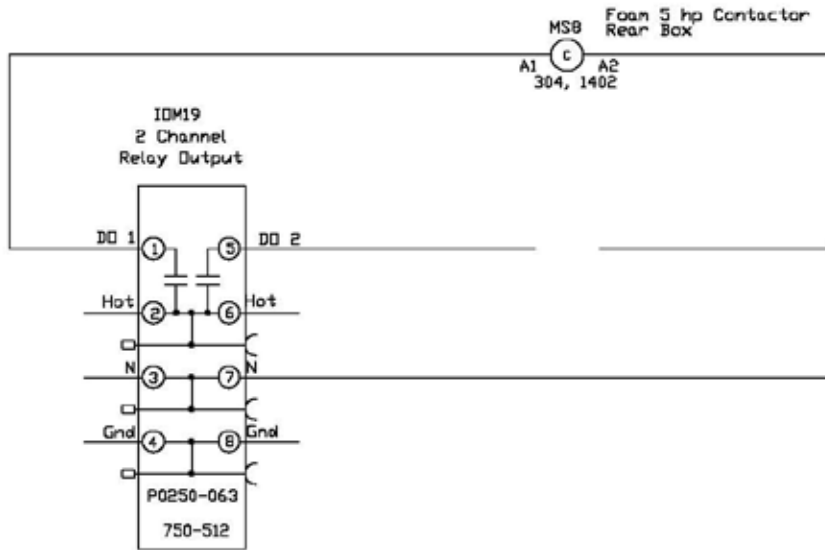 Foam 5 hp Contactor
Rear Box
MS8
C
A1 A2
304, 1402
IOM19
2 Channel
Relay Output
DO 1 1 5 DO 2
Hot 2 6 Hot
N 3 7 N
Gnd 4 8 Gnd
P0250-063
750-512